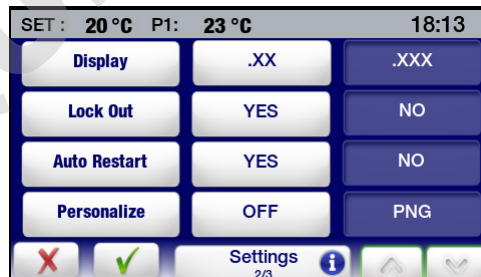 SET : 20 °C P1: 23 °C 18:13
Display .XX .XXX
Lock Out YES NO
Auto Restart YES NO
Personalize OFF PNG
Settings
2/3